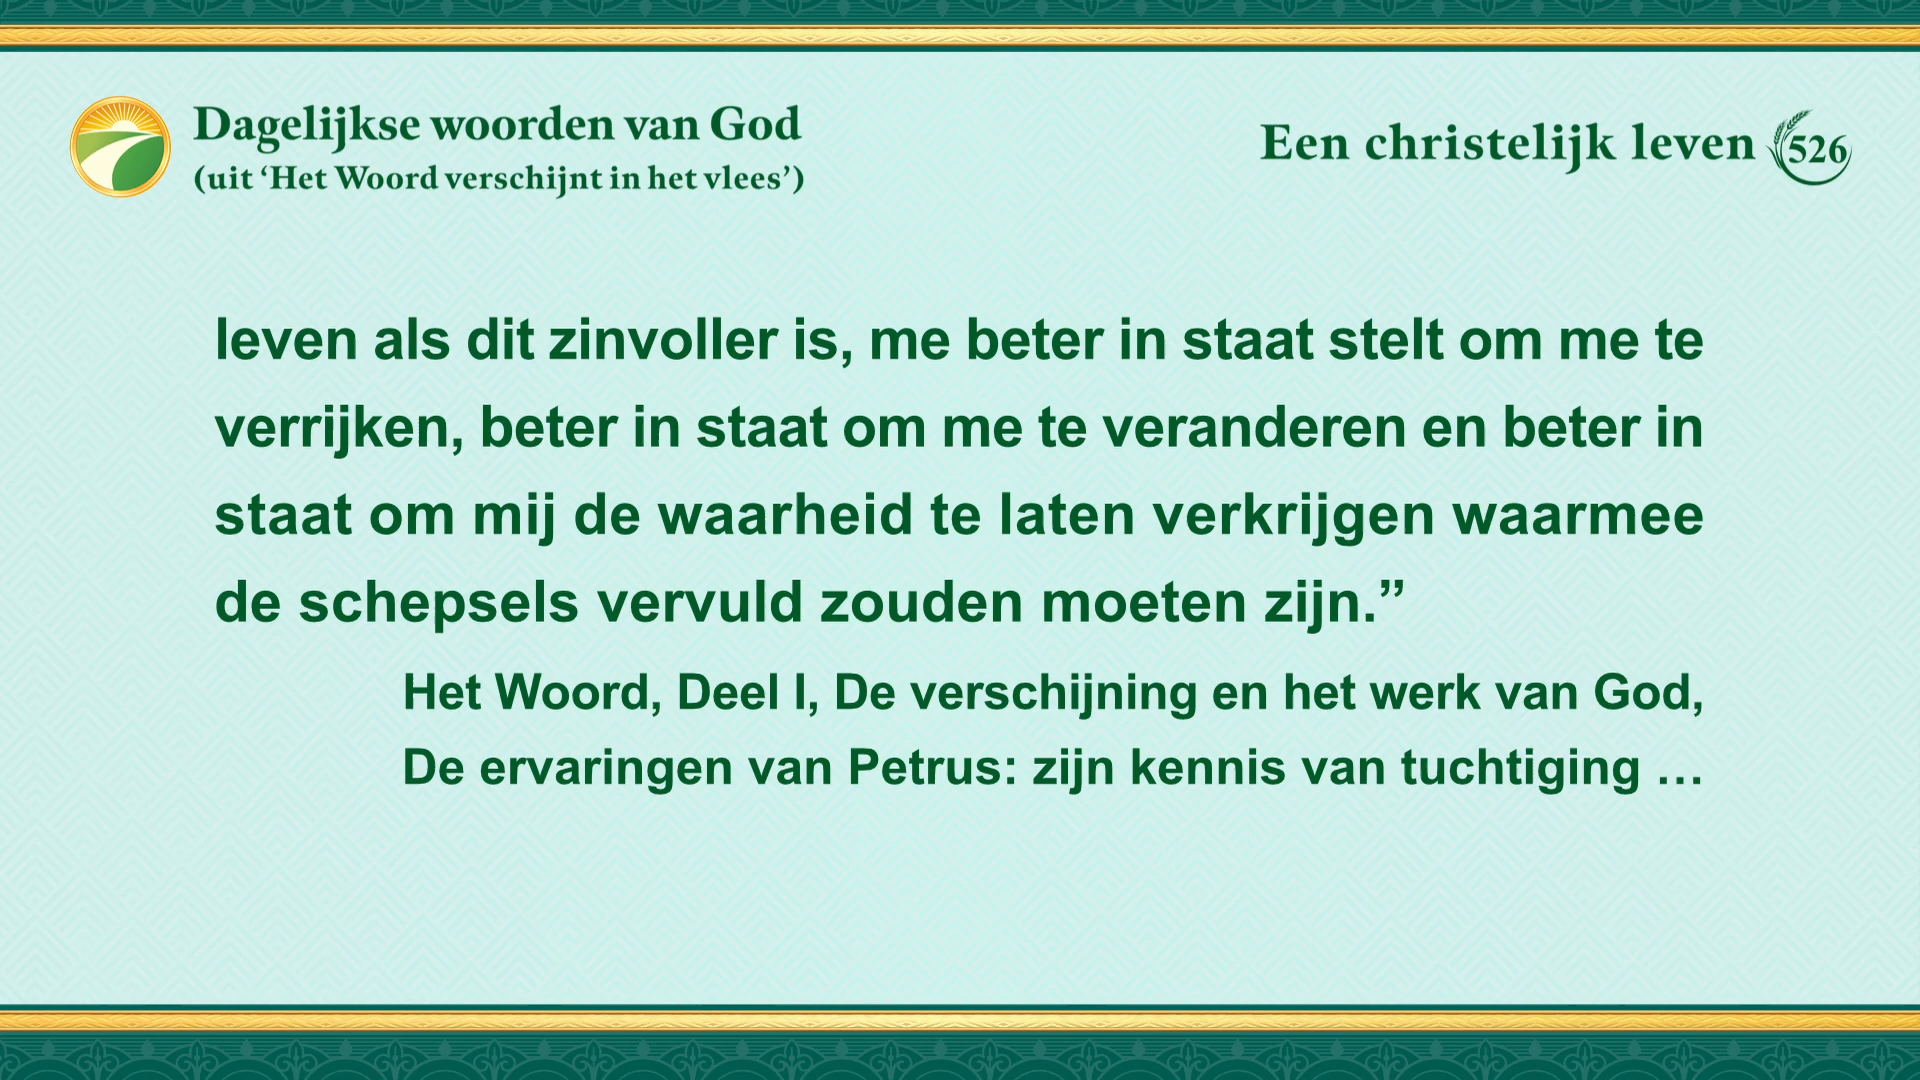 Dagelijkse woorden van God
(uit ‘Het Woord verschijnt in het vlees’)
Een christelijk leven 526
leven als dit zinvoller is, me beter in staat stelt om me te
verrijken, beter in staat om me te veranderen en beter in
staat om mij de waarheid te laten verkrijgen waarmee
de schepsels vervuld zouden moeten zijn.”
Het Woord, Deel I, De verschijning en het werk van God,
De ervaringen van Petrus: zijn kennis van tuchtiging …